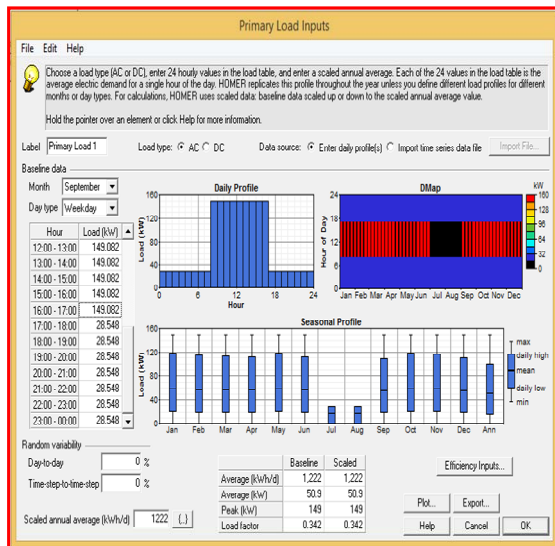 Primary Load Inputs
File Edit Help
Choose a load type (AC or DC), enter 24 hourly values in the load table, and enter a scaled annual average. Each of the 24 values in the load table is the
average electric demand for a single hour of the day. HOMER replicates this profile throughout the year unless you define different load profiles for different
months or day types. For calculations, HOMER uses scaled data: baseline data scaled up or down to the scaled annual average value.
Hold the pointer over an element or click Help for more information.
Label Primary Load 1 Load type: AC DC Data source: Enter daily profile(s) Import time series data file Import File...
Baseline data
Month September
Day type Weekday
Hour Load (kW)
12:00 - 13:00 149.082
13:00 - 14:00 149.082
14:00 - 15:00 149.082
15:00 - 16:00 149.082
16:00 - 17:00 149.082
17:00 - 18:00 28.548
18:00 - 19:00 28.548
19:00 - 20:00 28.548
20:00 - 21:00 28.548
21:00 - 22:00 28.548
22:00 - 23:00 28.548
23:00 - 00:00 28.548
Daily Profile
Load (kW)
160
120
80
40
0
0 6 12 18 24
Hour
DMap
Hour of Day
24
18
12
6
0
Jan Feb Mar Apr May Jun Jul Aug Sep Oct Nov Dec
kW
160
128
96
64
32
0
Seasonal Profile
Load (kW)
160
120
80
40
0
Jan Feb Mar Apr May Jun Jul Aug Sep Oct Nov Dec Ann
max
daily high
mean
daily low
min
Random variability
Day-to-day 0 %
Time-step-to-time-step 0 %
Scaled annual average (kWh/d) 1222 {..}
Baseline Scaled
Average (kWh/d) 1,222 1,222
Average (kW) 50.9 50.9
Peak (kW) 149 149
Load factor 0.342 0.342
Efficiency Inputs...
Plot... Export...
Help Cancel OK